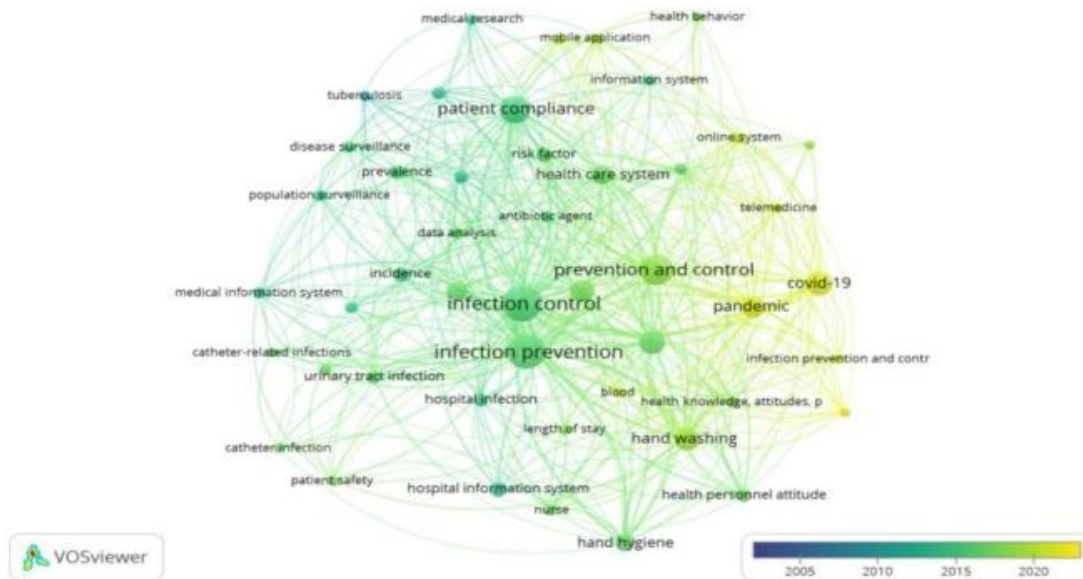 medical research
health behavior
mobile application
information system
tuberculosis
patient compliance
online system
disease surveillance
risk factor
prevalence
health care system
population surveillance
telemedicine
antibiotic agent
data analysis
prevention and control
incidence
covid-19
medical information system
infection control
pandemic
infection prevention
catheter-related infections
infection prevention and contr
urinary tract infection
blood
hospital infection
health knowledge, attitudes, p
length of stay
hand washing
catheter infection
patient safety
hospital information system
health personnel attitude
nurse
hand hygiene
VOSviewer
2005 2010 2015 2020